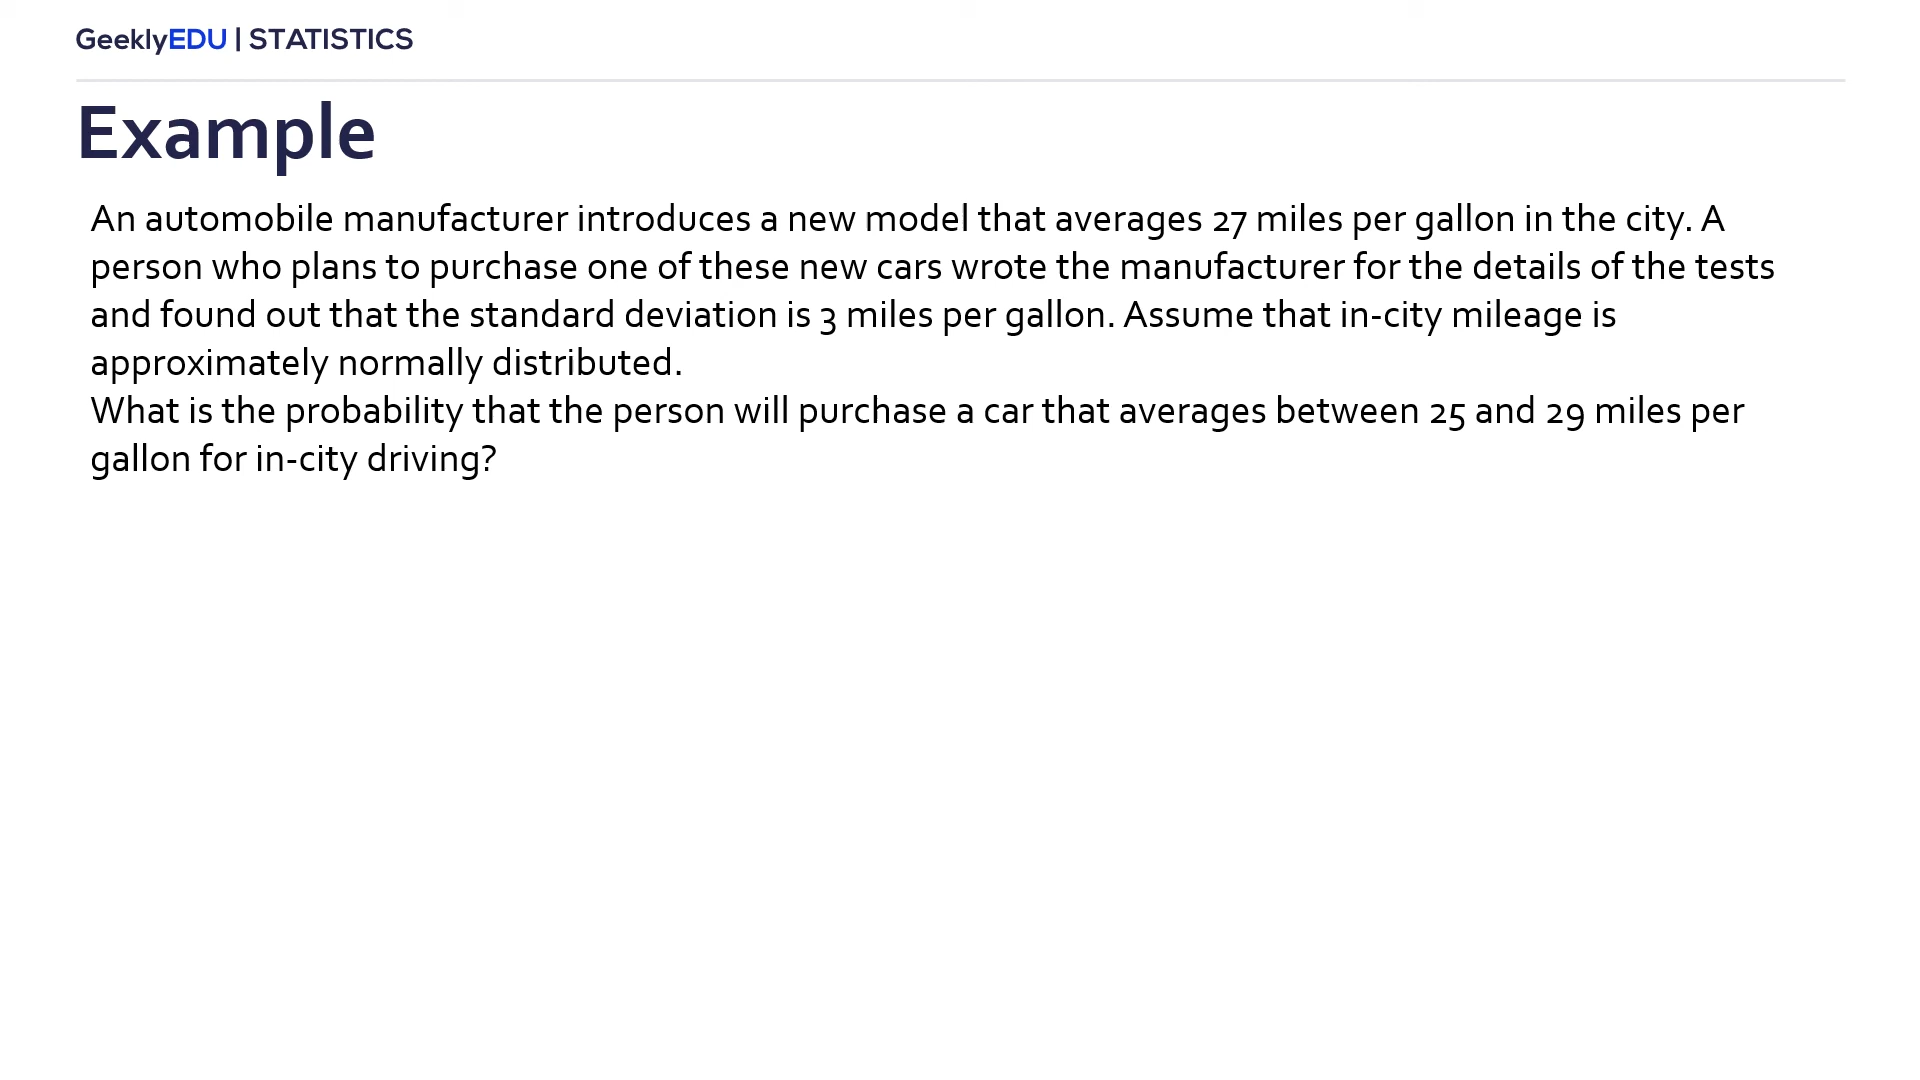 GeeklyEDU | STATISTICS
Example
An automobile manufacturer introduces a new model that averages 27 miles per gallon in the city. A
person who plans to purchase one of these new cars wrote the manufacturer for the details of the tests
and found out that the standard deviation is 3 miles per gallon. Assume that in-city mileage is
approximately normally distributed.
What is the probability that the person will purchase a car that averages between 25 and 29 miles per
gallon for in-city driving?